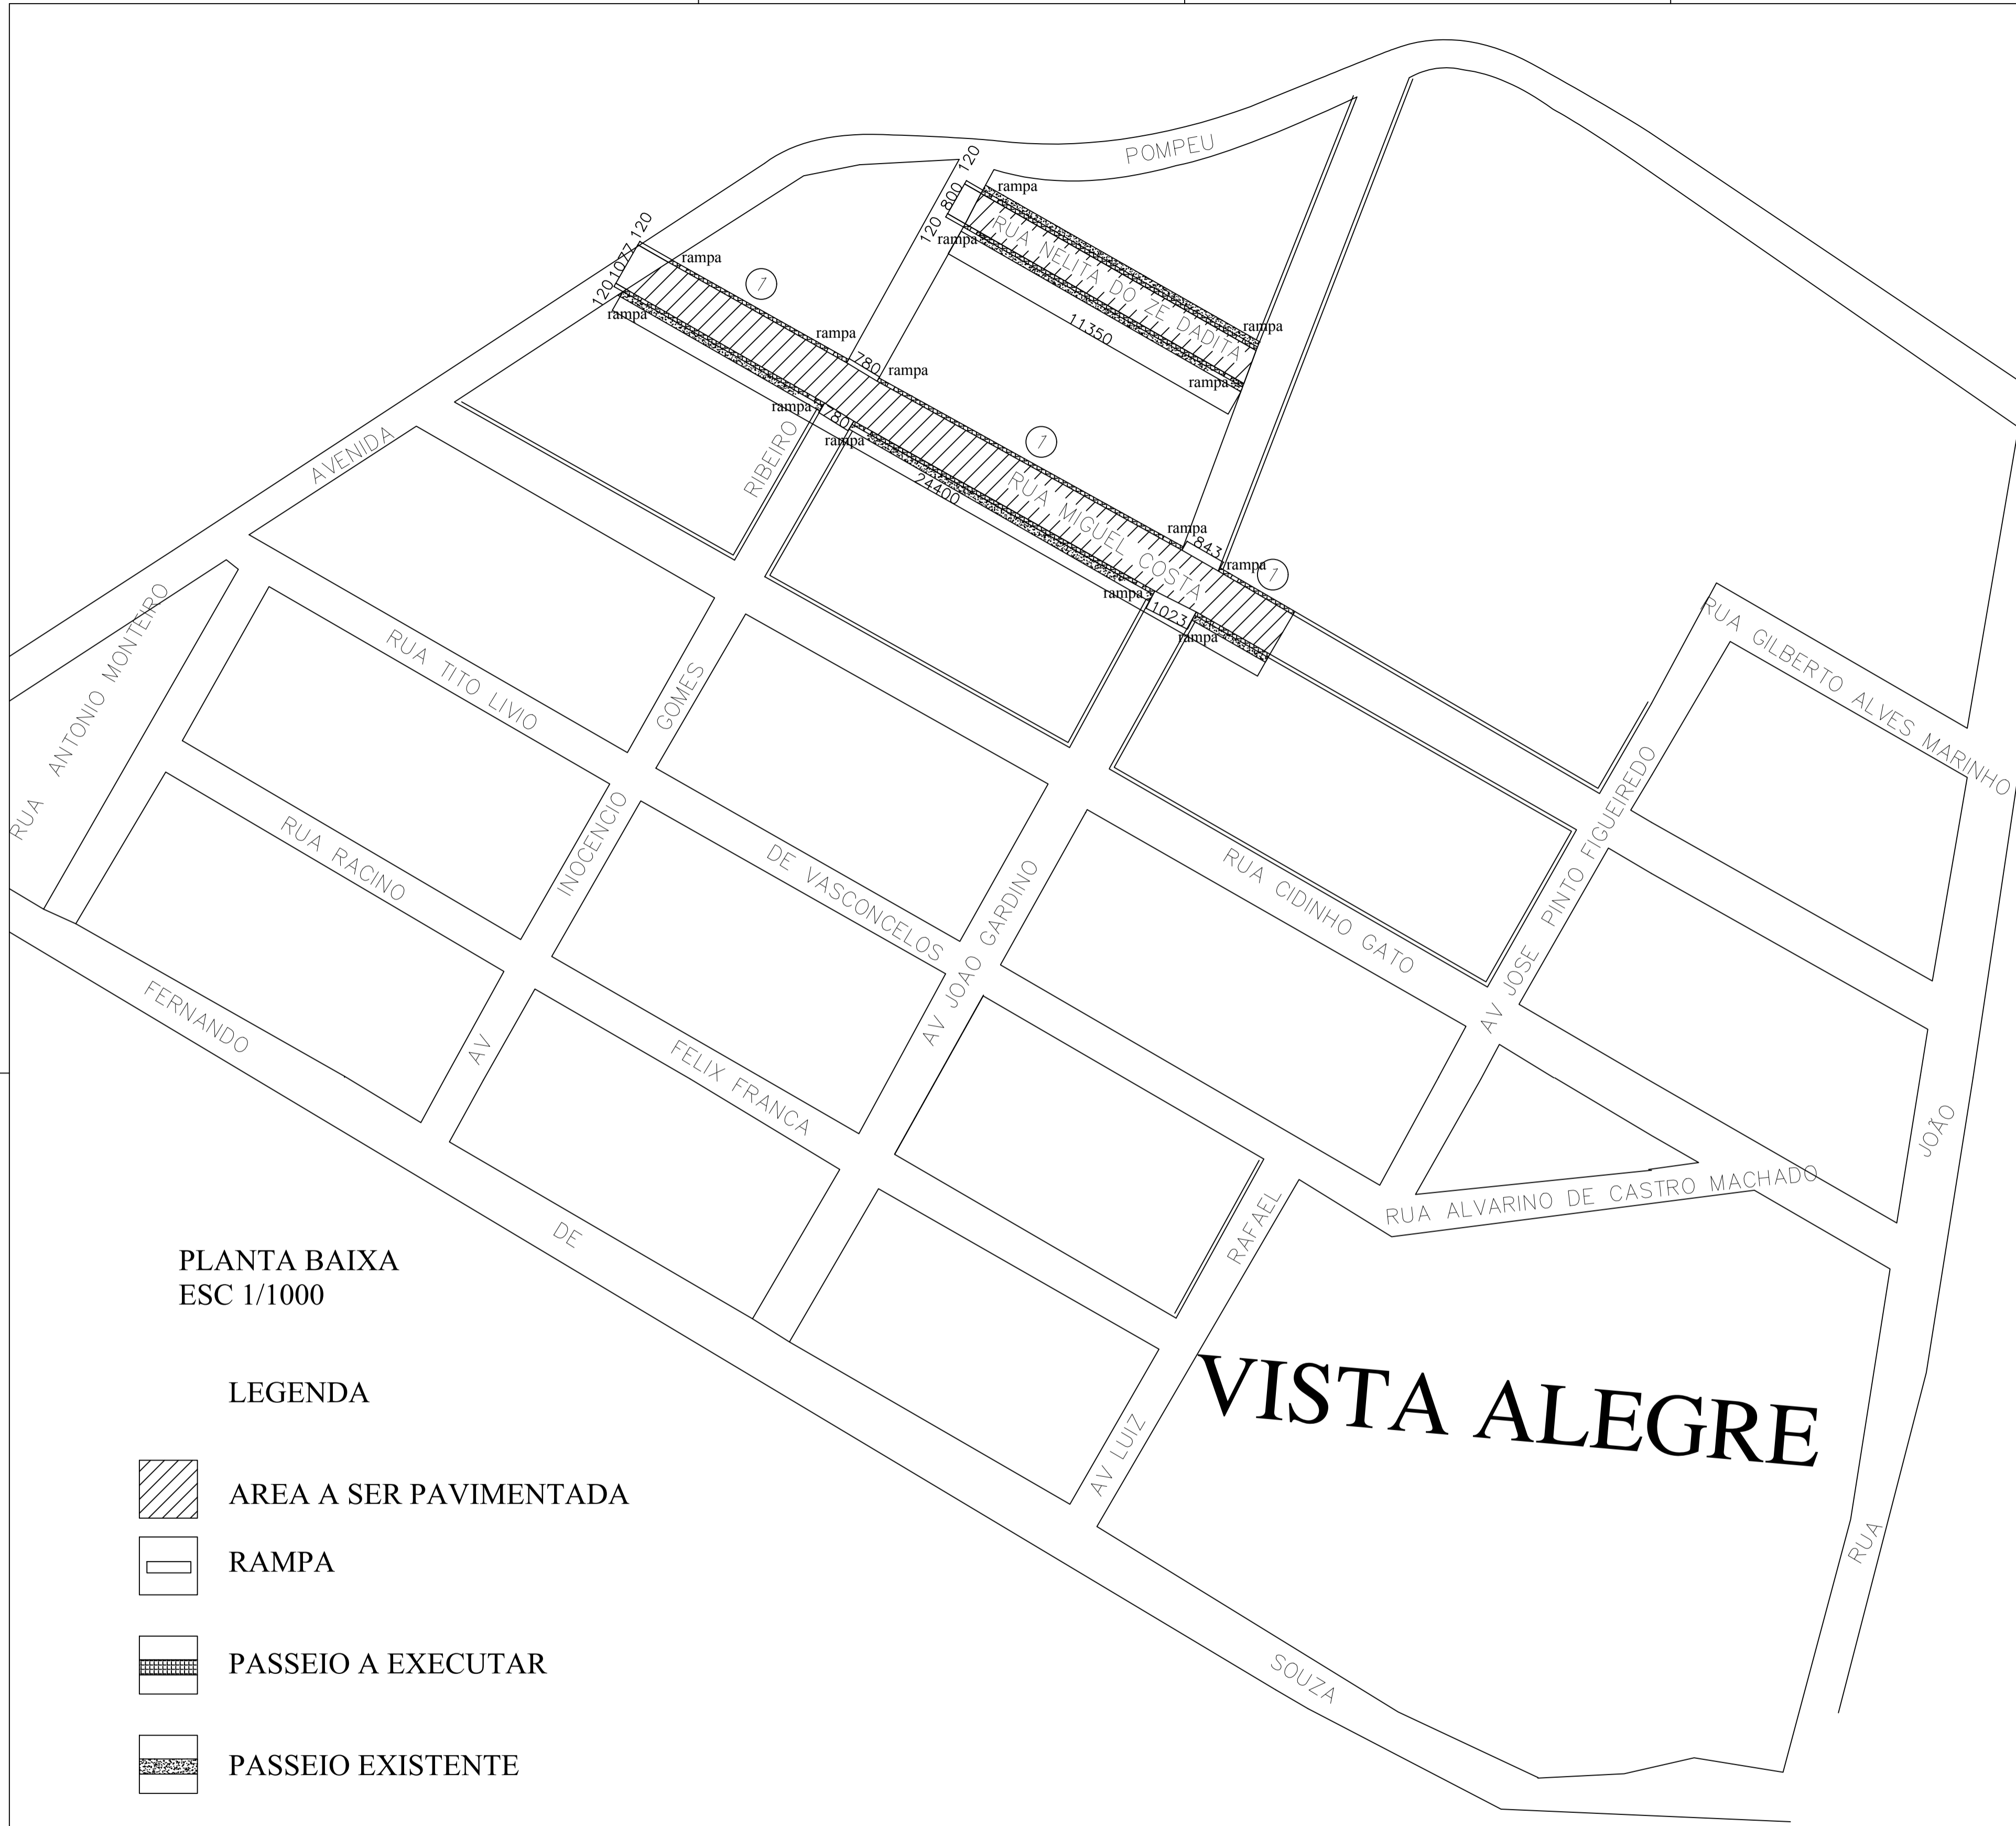 POMPEU
120
800
120
rampa
rampa
RUA NELITA DO ZE DADITA
rampa
11350
rampa
120
1077
120
rampa
1
rampa
rampa
780
rampa
rampa
780
rampa
1
24400
RUA MIGUEL COSTA
rampa
843
rampa
1
rampa
1023
rampa
AVENIDA
RIBEIRO
RUA ANTONIO MONTEIRO
RUA TITO LIVIO
GOMES
RUA GILBERTO ALVES MARINHO
RUA RACINO
INOCENCIO
DE VASCONCELOS
AV JOAO GARDINO
RUA CIDINHO GATO
AV JOSE PINTO FIGUEIREDO
FERNANDO
AV
FELIX FRANCA
JOÃO
RUA ALVARINO DE CASTRO MACHADO
RAFAEL
DE
PLANTA BAIXA
ESC 1/1000
VISTA ALEGRE
LEGENDA
AV LUIZ
AREA A SER PAVIMENTADA
RUA
RAMPA
SOUZA
PASSEIO A EXECUTAR
PASSEIO EXISTENTE